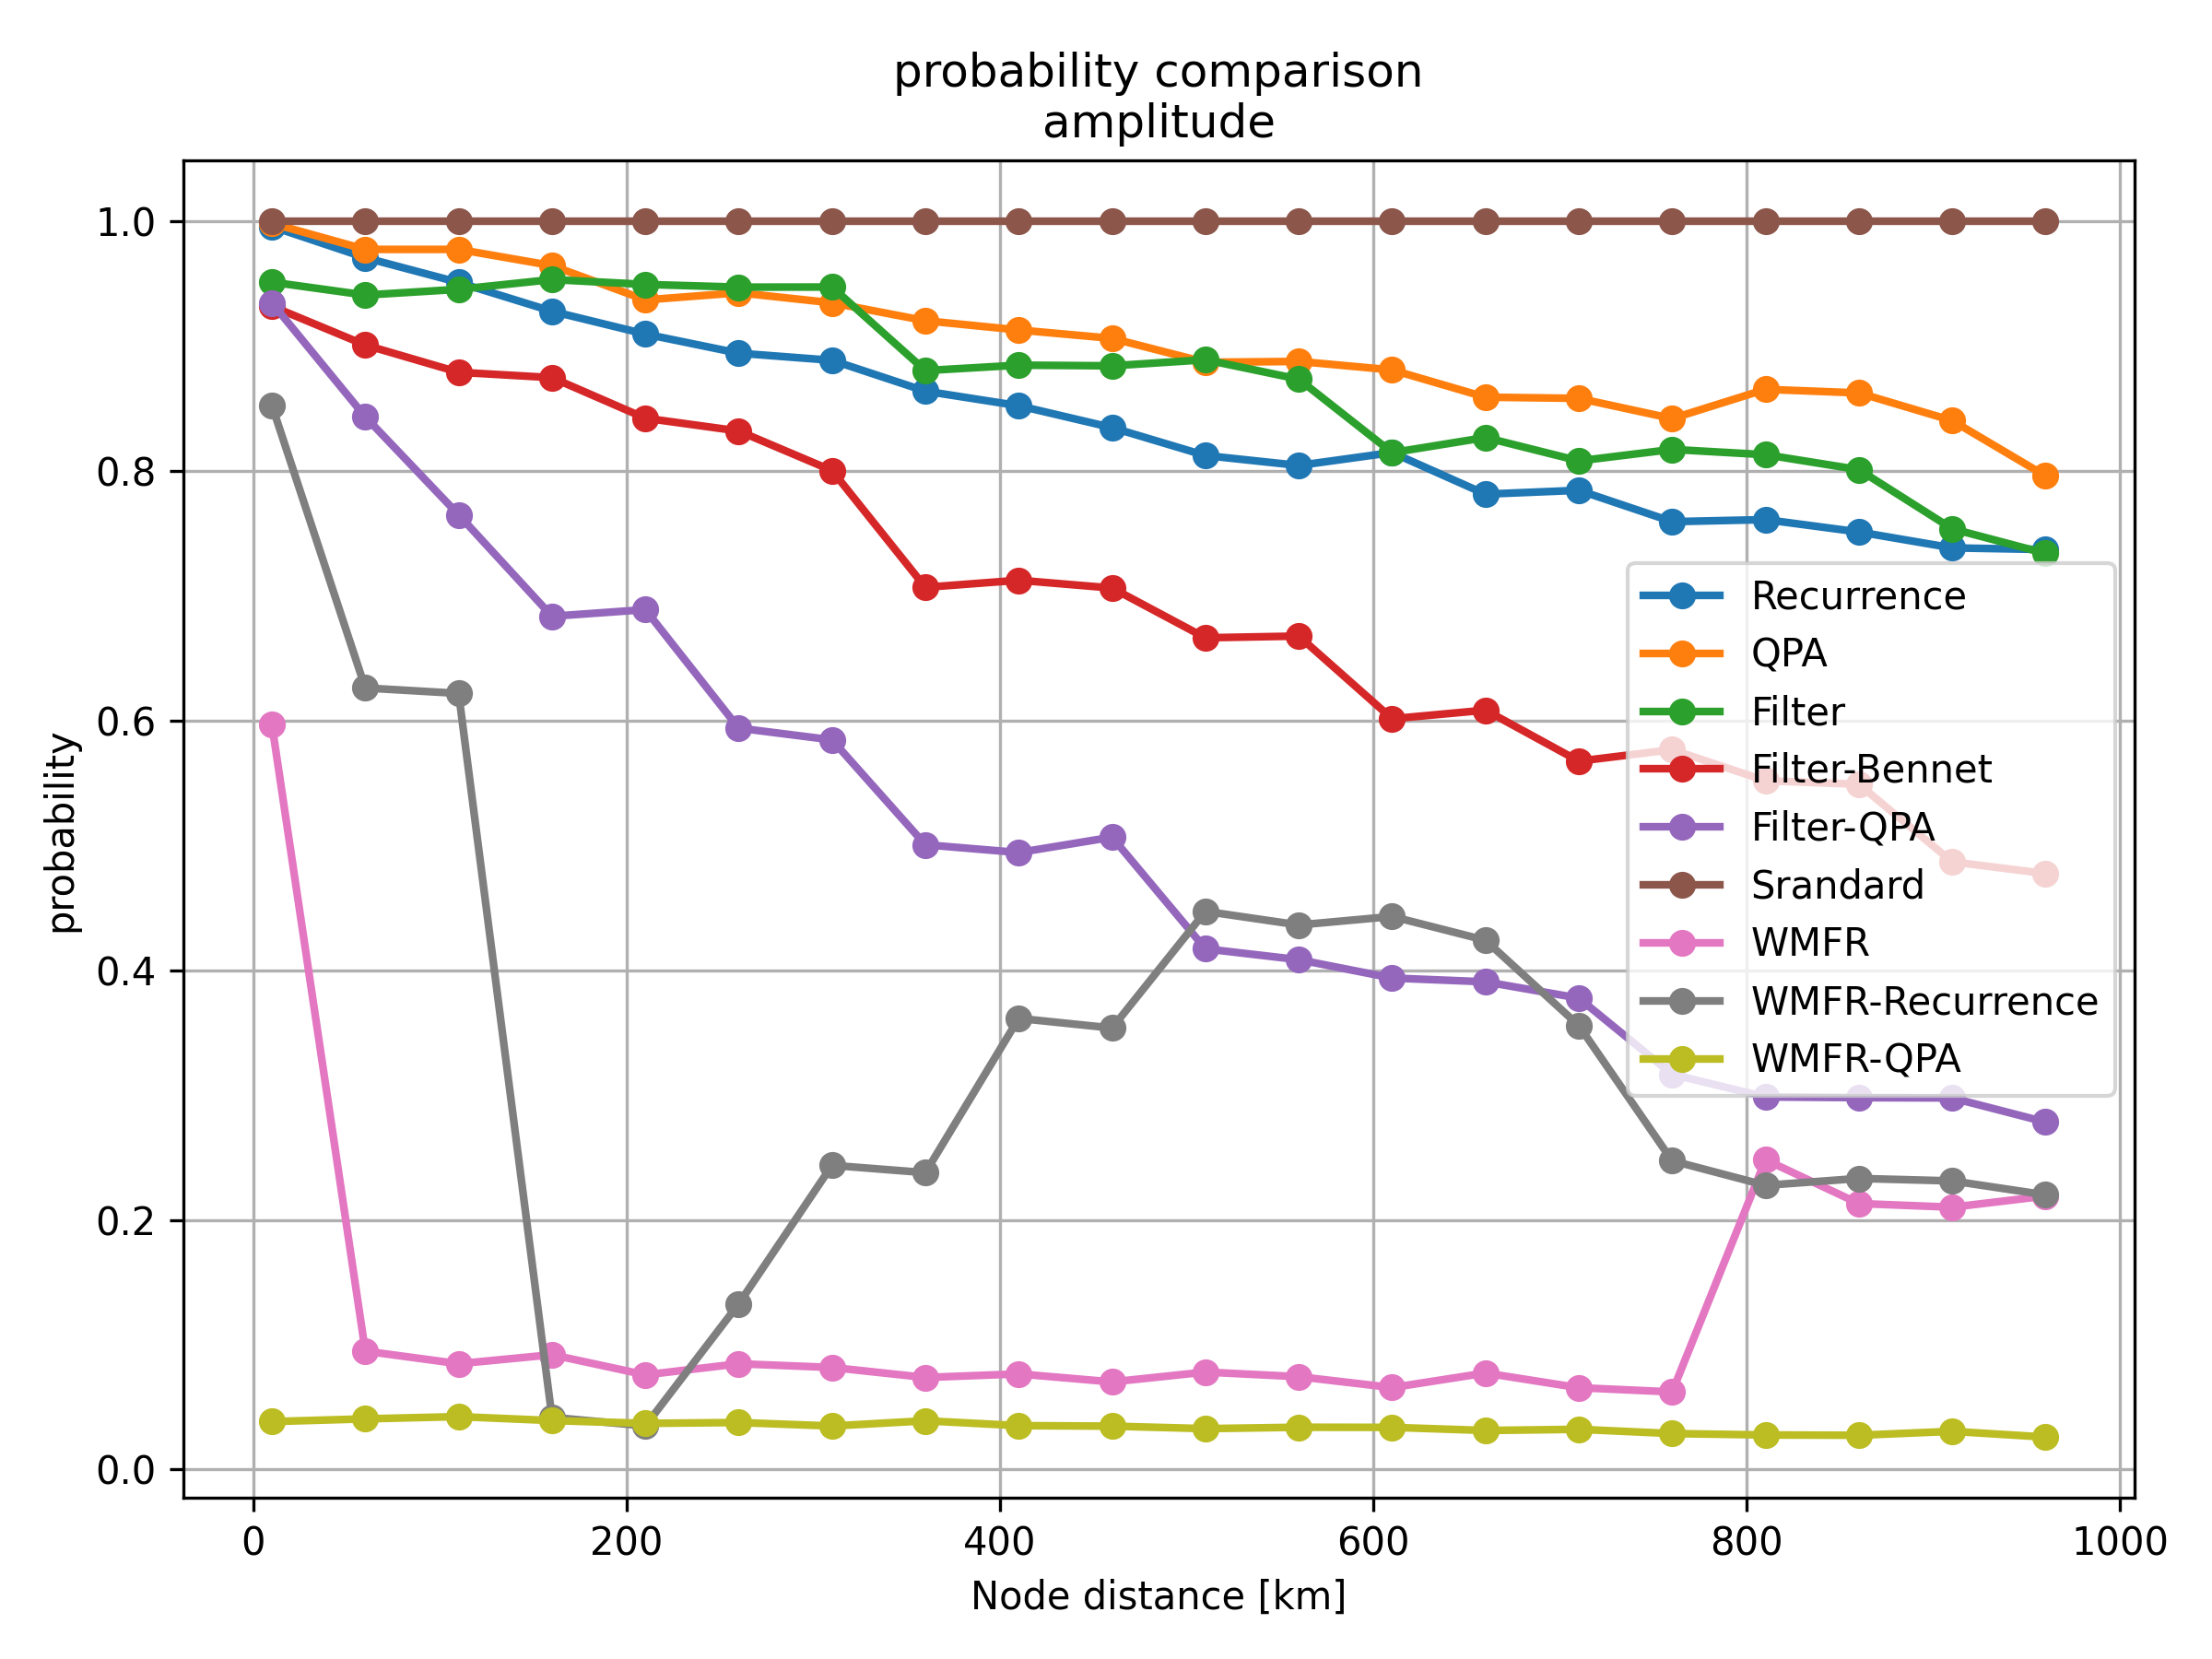 probability comparison
amplitude
probability
1.0
0.8
0.6
0.4
0.2
0.0
Recurrence
QPA
Filter
Filter-Bennet
Filter-QPA
Srandard
WMFR
WMFR-Recurrence
WMFR-QPA
0 200 400 600 800 1000
Node distance [km]